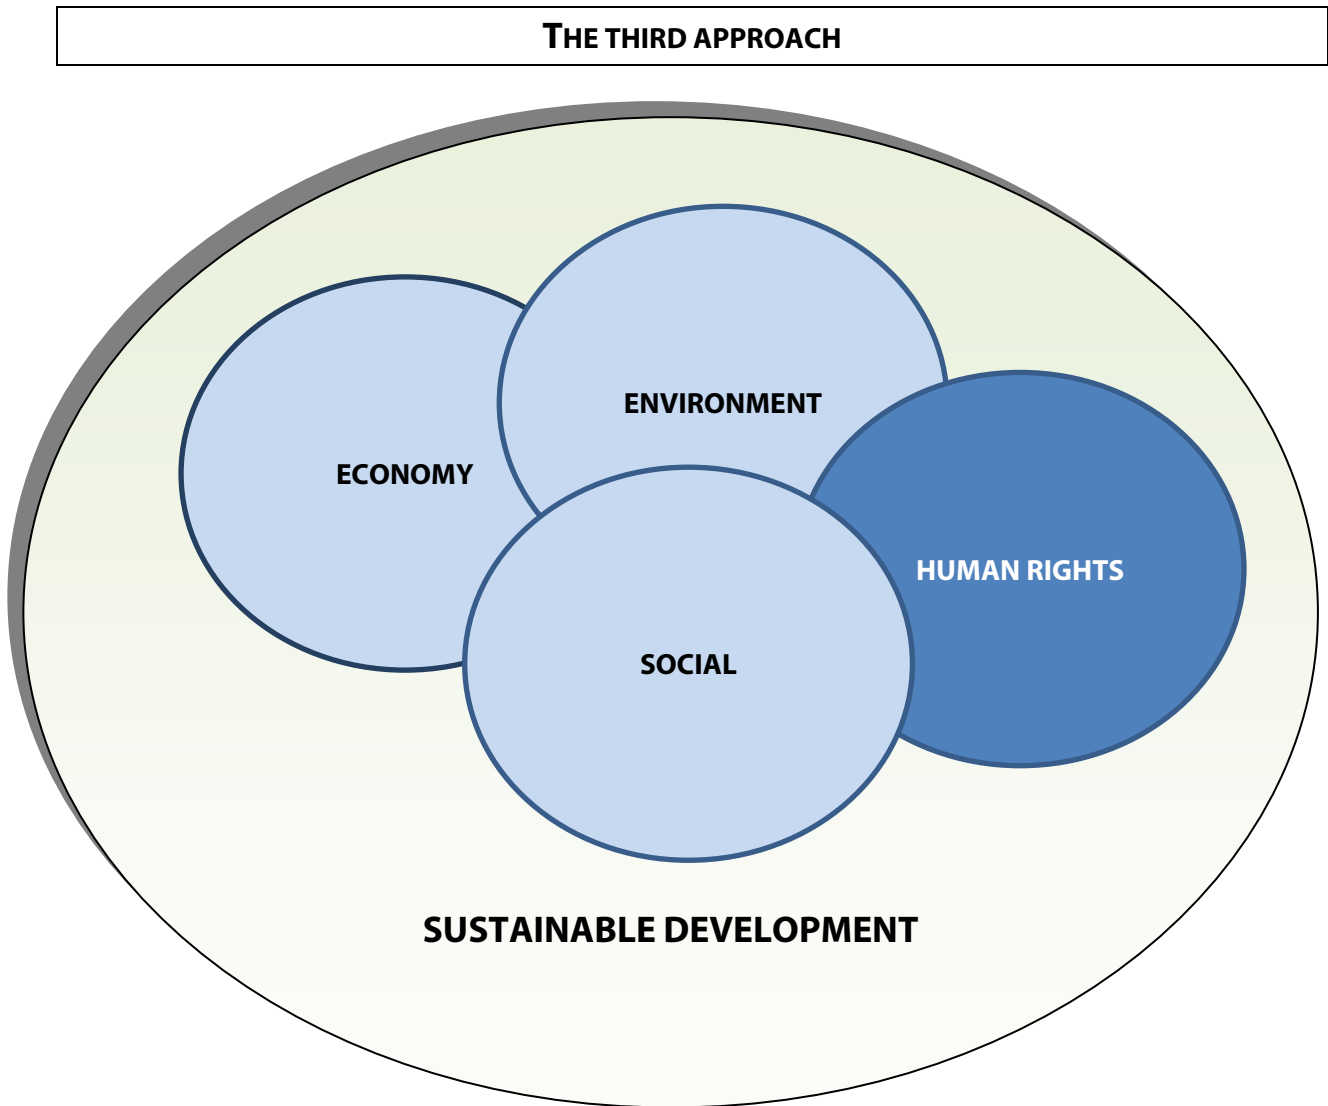 THE THIRD APPROACH
ENVIRONMENT
ECONOMY
HUMAN RIGHTS
SOCIAL
SUSTAINABLE DEVELOPMENT